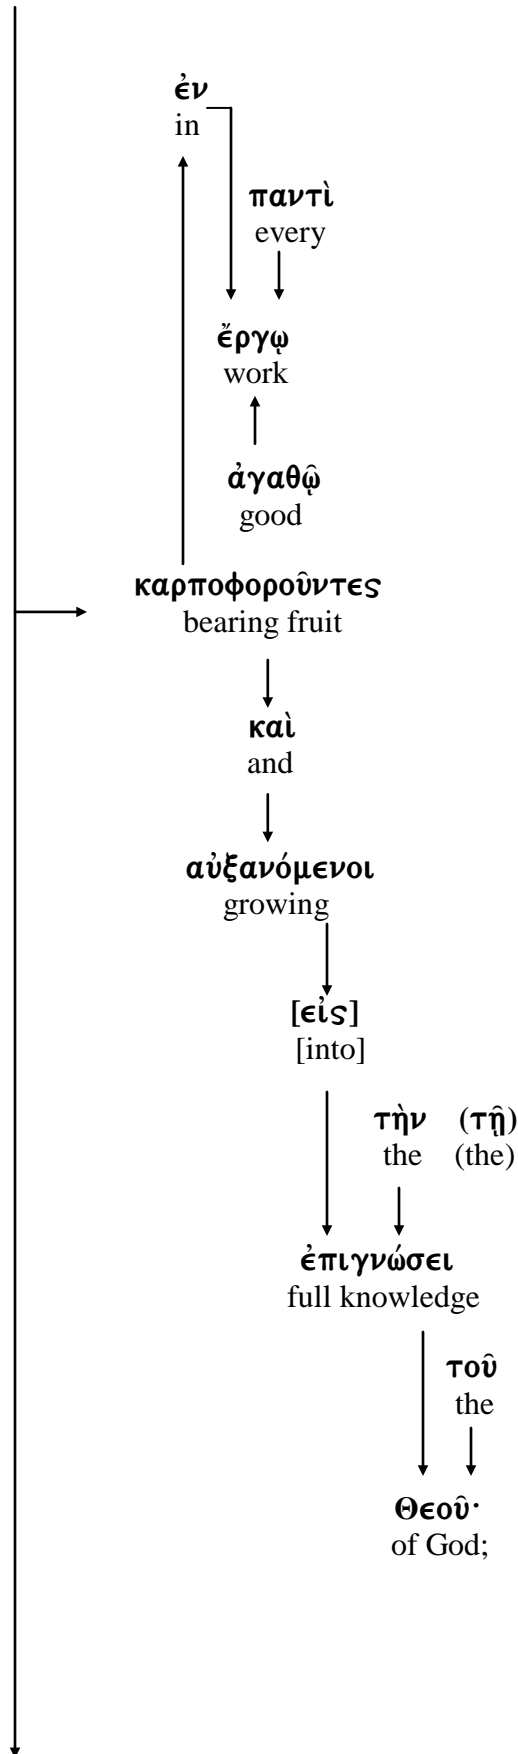 ἐν
in
παντὶ
every
ἔργῳ
work
ἀγαθῷ
good
καρποφοροῦντες
bearing fruit
καὶ
and
αὐξανόμενοι
growing
[εἰς]
[into]
τὴν (τῇ)
the (the)
ἐπιγνώσει
full knowledge
τοῦ
the
Θεοῦ·
of God;